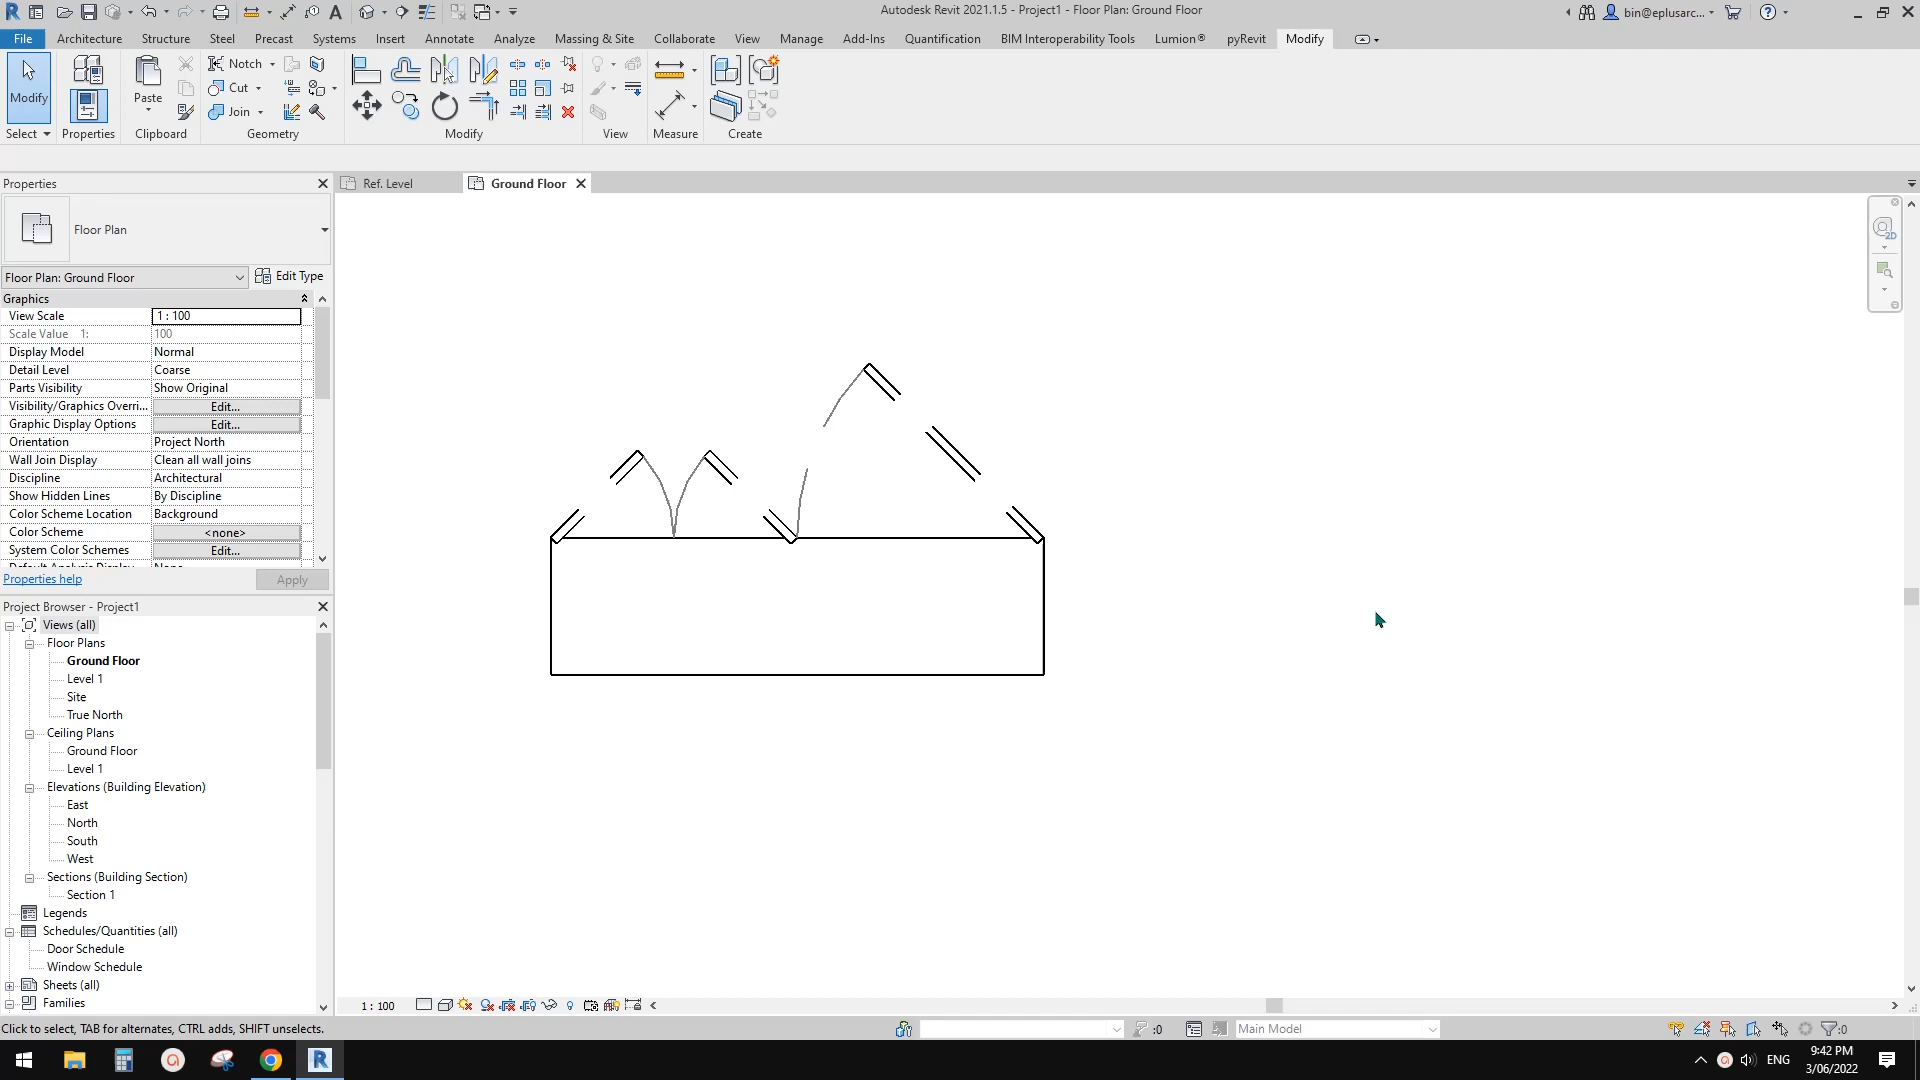 Autodesk Revit 2021.1.5 - Project1 - Floor Plan: Ground Floor
bin@eplusarc...
File Architecture Structure Steel Precast Systems Insert Annotate Analyze Massing & Site Collaborate View Manage Add-Ins Quantification BIM Interoperability Tools Lumion® pyRevit Modify
Modify
Paste
Notch
Cut
Join
Select Properties Clipboard Geometry Modify View Measure Create
Properties
Ref. Level
Ground Floor
Floor Plan
Floor Plan: Ground Floor
Edit Type
Graphics
View Scale 1 : 100
Scale Value 1: 100
Display Model Normal
Detail Level Coarse
Parts Visibility Show Original
Visibility/Graphics Overri... Edit...
Graphic Display Options Edit...
Orientation Project North
Wall Join Display Clean all wall joins
Discipline Architectural
Show Hidden Lines By Discipline
Color Scheme Location Background
Color Scheme <none>
System Color Schemes Edit...
Properties help
Apply
Project Browser - Project1
Views (all)
Floor Plans
Ground Floor
Level 1
Site
True North
Ceiling Plans
Ground Floor
Level 1
Elevations (Building Elevation)
East
North
South
West
Sections (Building Section)
Section 1
Legends
Schedules/Quantities (all)
Door Schedule
Window Schedule
Sheets (all)
Families
1 : 100
Click to select, TAB for alternates, CTRL adds, SHIFT unselects.
:0
Main Model
:0
ENG
9:42 PM
3/06/2022